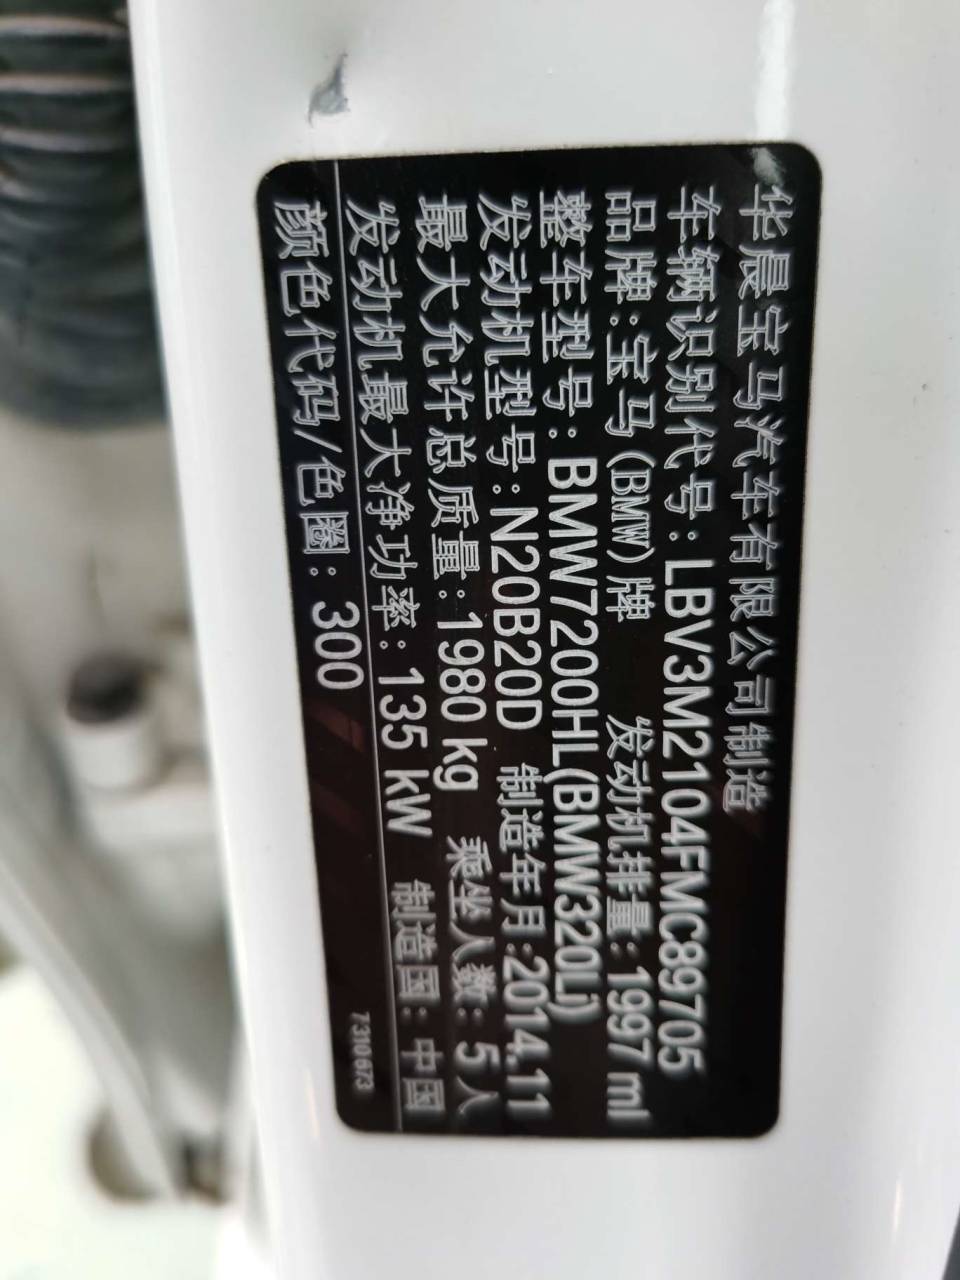 华晨宝马汽车有限公司制造
车辆识别代号:LBV3M2104FMC89705
品牌:宝马(BMW)牌 发动机排量:1997 ml
整车型号:BMW7200HL(BMW320Li)
发动机型号:N20B20D 制造年月:2014.11
最大允许总质量:1980 kg 乘坐人数:5人
发动机最大净功率:135 kW 制造国:中国
颜色代码/色圈:300 7310673